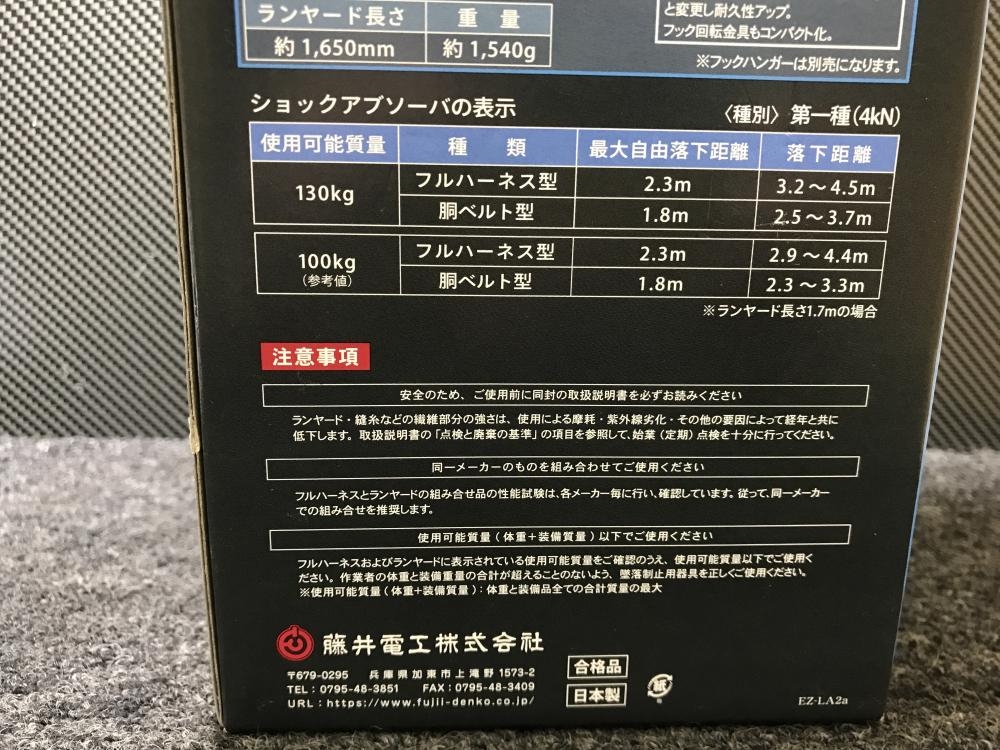 ランヤード長さ 重量
約1,650mm 約1,540g
と変更し耐久性アップ。
フック回転金具もコンパクト化。
※フックハンガーは別売になります。
ショックアブソーバの表示 〈種別〉第一種(4kN)
使用可能質量 種類 最大自由落下距離 落下距離
130kg フルハーネス型 2.3m 3.2〜4.5m
胴ベルト型 1.8m 2.5〜3.7m
100kg フルハーネス型 2.3m 2.9〜4.4m
(参考値) 胴ベルト型 1.8m 2.3〜3.3m
※ランヤード長さ1.7mの場合
注意事項
安全のため、ご使用前に同封の取扱説明書を必ずお読みください
ランヤード・縫糸などの繊維部分の強さは、使用による摩耗・紫外線劣化・その他の要因によって経年と共に
低下します。取扱説明書の「点検と廃棄の基準」の項目を参照して、始業(定期)点検を十分に行ってください。
同一メーカーのものを組み合わせてご使用ください
フルハーネスとランヤードの組み合せ品の性能試験は、各メーカー毎に行い、確認しています。従って、同一メーカー
での組み合せを推奨します。
使用可能質量(体重+装備質量)以下でご使用ください
フルハーネスおよびランヤードに表示されている使用可能質量をご確認のうえ、使用可能質量以下でご使用く
ださい。作業者の体重と装備重量の合計が超えることのないよう、墜落制止用器具を正しくご使用ください。
※使用可能質量(体重+装備質量):体重と装備品全ての合計質量の最大
藤井電工株式会社
〒679-0295 兵庫県加東市上滝野1573-2
TEL:0795-48-3851 FAX:0795-48-3409
URL:https://www.fujii-denko.co.jp/
合格品
日本製
紙
EZ-LA2a